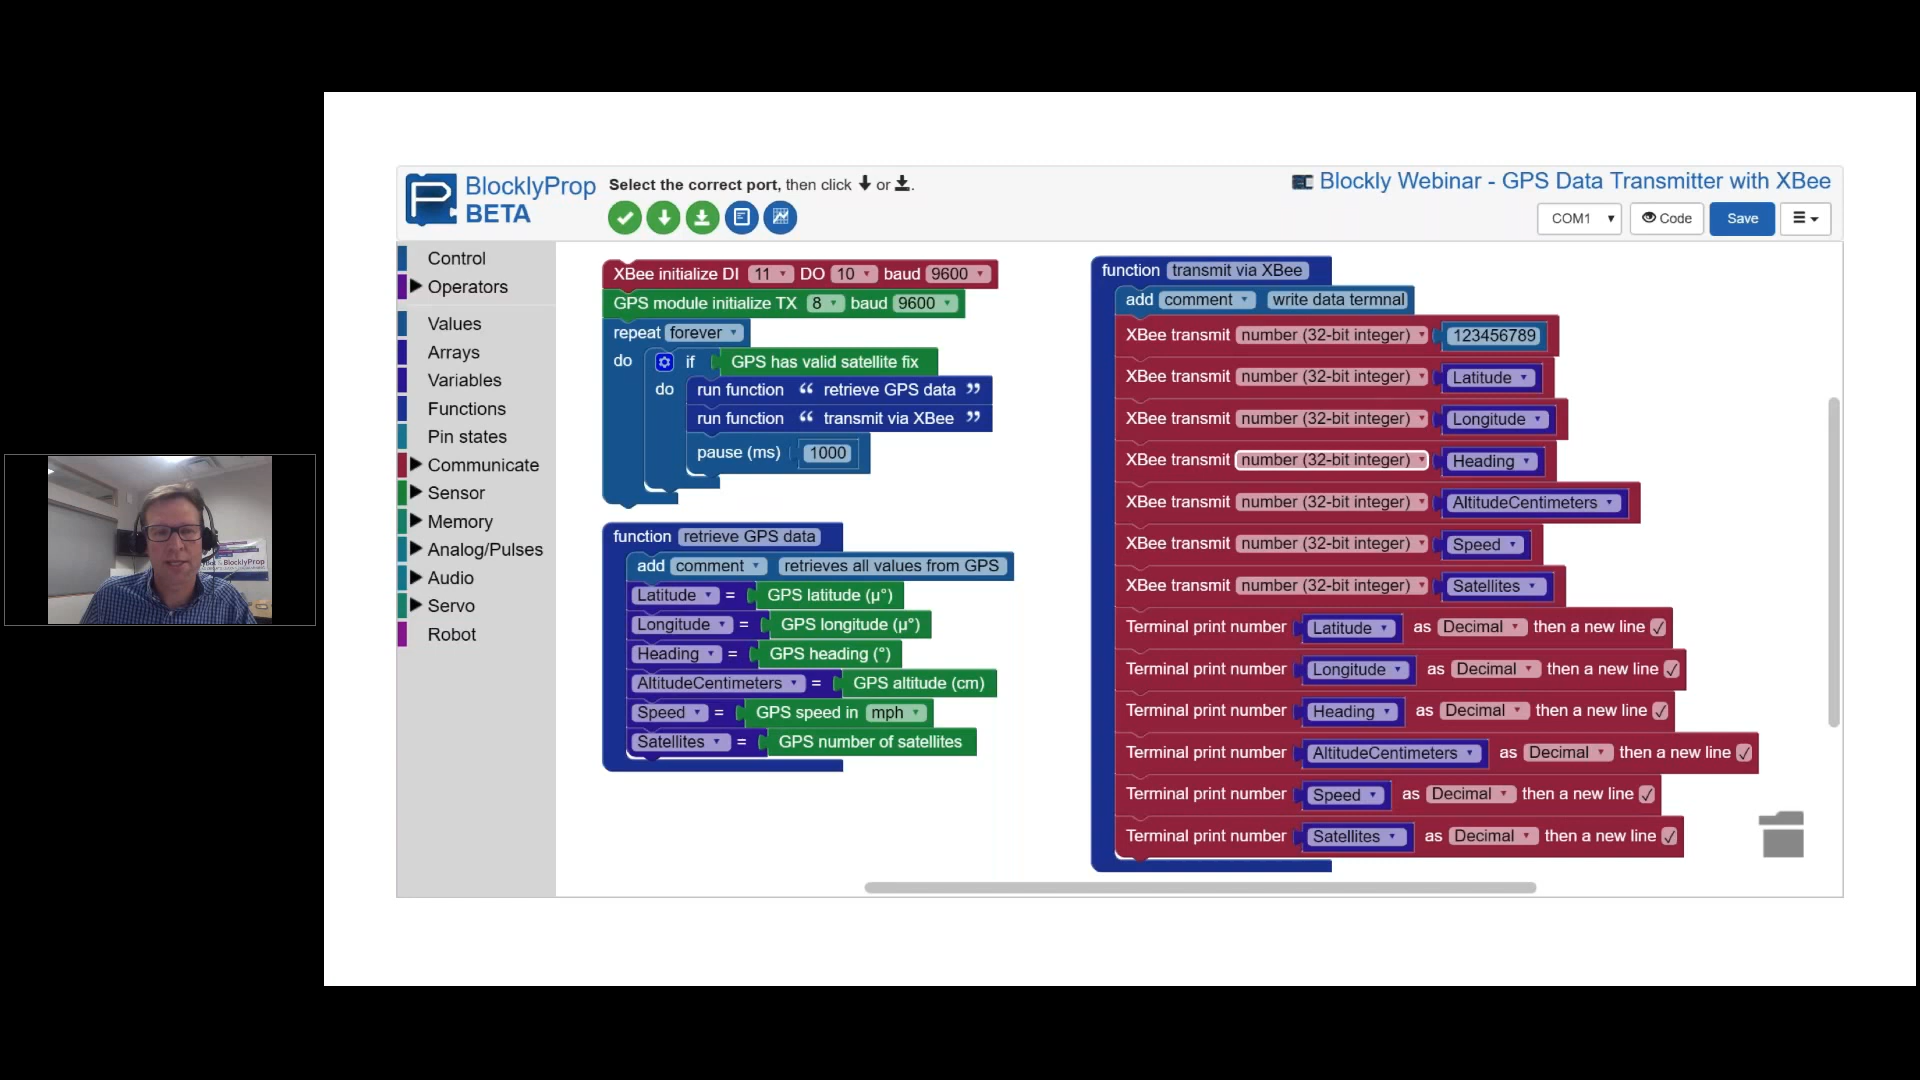 BlocklyProp
BETA
Select the correct port, then click or .
Blockly Webinar - GPS Data Transmitter with XBee
COM1
Code
Save
Control
Operators
Values
Arrays
Variables
Functions
Pin states
Communicate
Sensor
Memory
Analog/Pulses
Audio
Servo
Robot
XBee initialize DI 11 DO 10 baud 9600
GPS module initialize TX 8 baud 9600
repeat forever
do if GPS has valid satellite fix
do run function “ retrieve GPS data ”
run function “ transmit via XBee ”
pause (ms) 1000
function retrieve GPS data
add comment retrieves all values from GPS
Latitude = GPS latitude (µ°)
Longitude = GPS longitude (µ°)
Heading = GPS heading (°)
AltitudeCentimeters = GPS altitude (cm)
Speed = GPS speed in mph
Satellites = GPS number of satellites
function transmit via XBee
add comment write data termnal
XBee transmit number (32-bit integer) 123456789
XBee transmit number (32-bit integer) Latitude
XBee transmit number (32-bit integer) Longitude
XBee transmit number (32-bit integer) Heading
XBee transmit number (32-bit integer) AltitudeCentimeters
XBee transmit number (32-bit integer) Speed
XBee transmit number (32-bit integer) Satellites
Terminal print number Latitude as Decimal then a new line
Terminal print number Longitude as Decimal then a new line
Terminal print number Heading as Decimal then a new line
Terminal print number AltitudeCentimeters as Decimal then a new line
Terminal print number Speed as Decimal then a new line
Terminal print number Satellites as Decimal then a new line
BlocklyProp